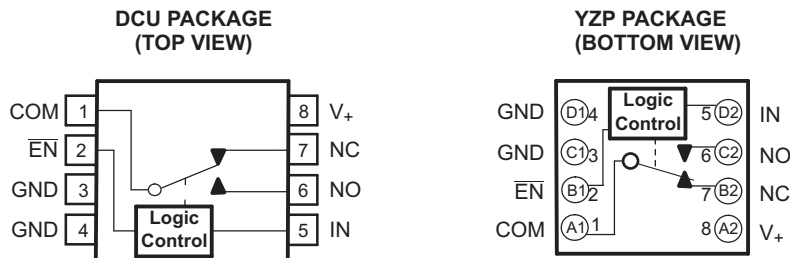 DCU PACKAGE
(TOP VIEW)
COM 1
EN 2
GND 3
GND 4
8 V+
7 NC
6 NO
5 IN
Logic
Control
YZP PACKAGE
(BOTTOM VIEW)
GND D1 4
GND C1 3
EN B1 2
COM A1 1
Logic
Control
5 D2 IN
6 C2 NO
7 B2 NC
8 A2 V+